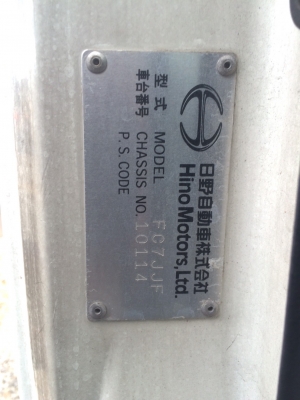 日野自動車株式会社
Hino Motors, Ltd.
型式 MODEL FC7JJF
車台番号 CHASSIS NO. 10114
P. S. CODE